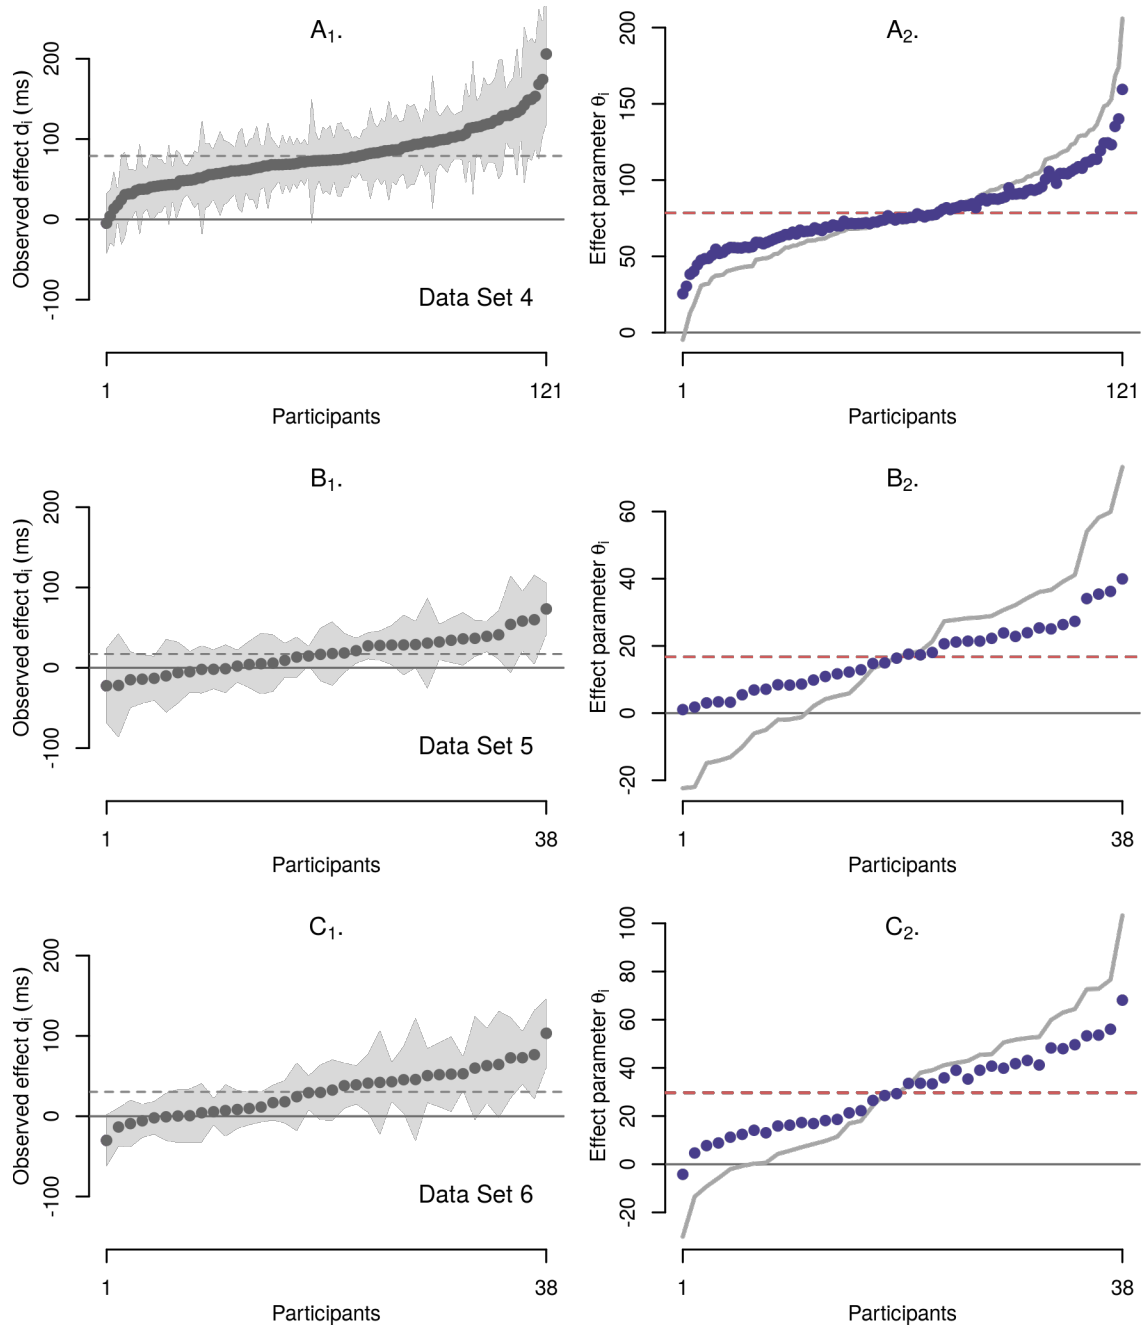 A1.
Observed effect di (ms)
200
100
0
-100
Data Set 4
1
121
Participants
A2.
Effect parameter θi
200
150
100
50
0
1
121
Participants
B1.
Observed effect di (ms)
200
100
0
-100
Data Set 5
1
38
Participants
B2.
Effect parameter θi
60
40
20
0
-20
1
38
Participants
C1.
Observed effect di (ms)
200
100
0
-100
Data Set 6
1
38
Participants
C2.
Effect parameter θi
100
80
60
40
20
0
-20
1
38
Participants